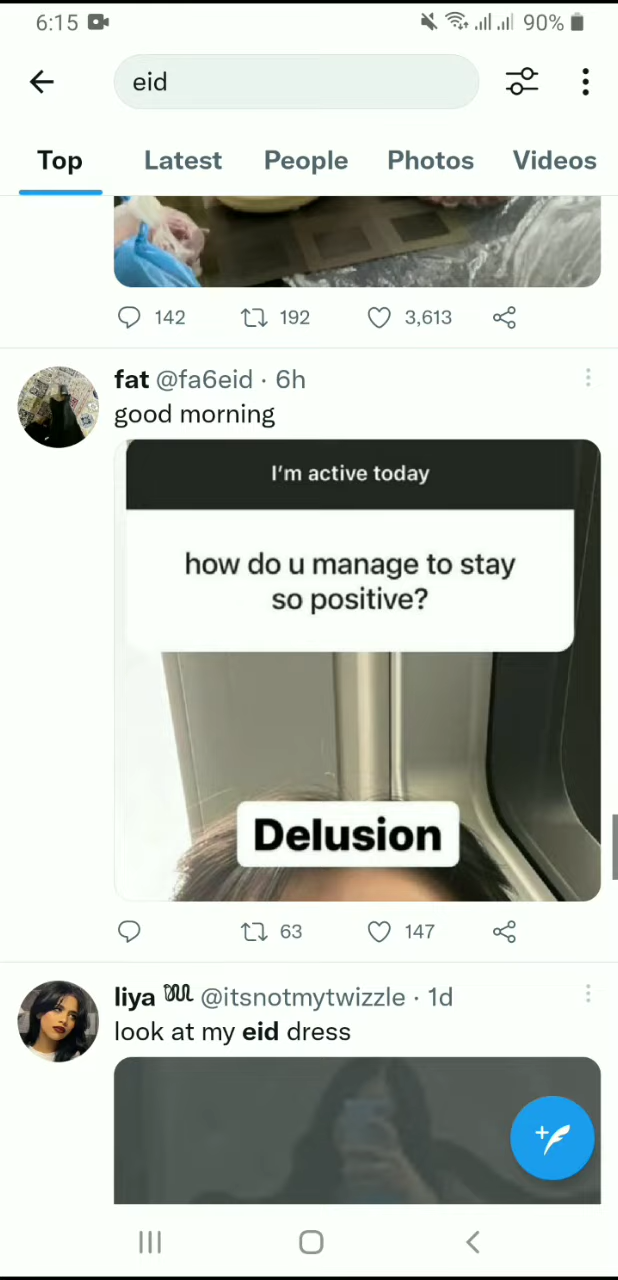 6:15
90%
eid
Top Latest People Photos Videos
142 192 3,613
fat @fa6eid · 6h
good morning
I'm active today
how do u manage to stay
so positive?
Delusion
63 147
liya @itsnotmytwizzle · 1d
look at my eid dress